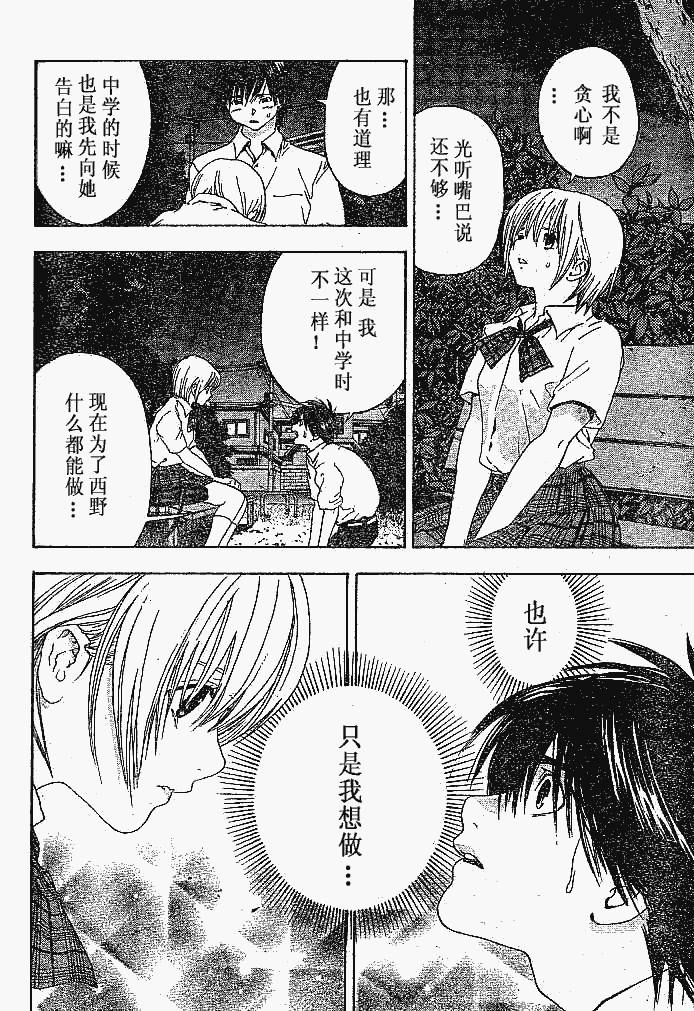 我不是
贪心啊
…
光听嘴巴说
还不够…
那…
也有道理
中学的时候
也是我先向她
告白的嘛…
可是 我
这次和中学时
不一样！
现在为了西野
什么都能做…
也许
只是我想做…